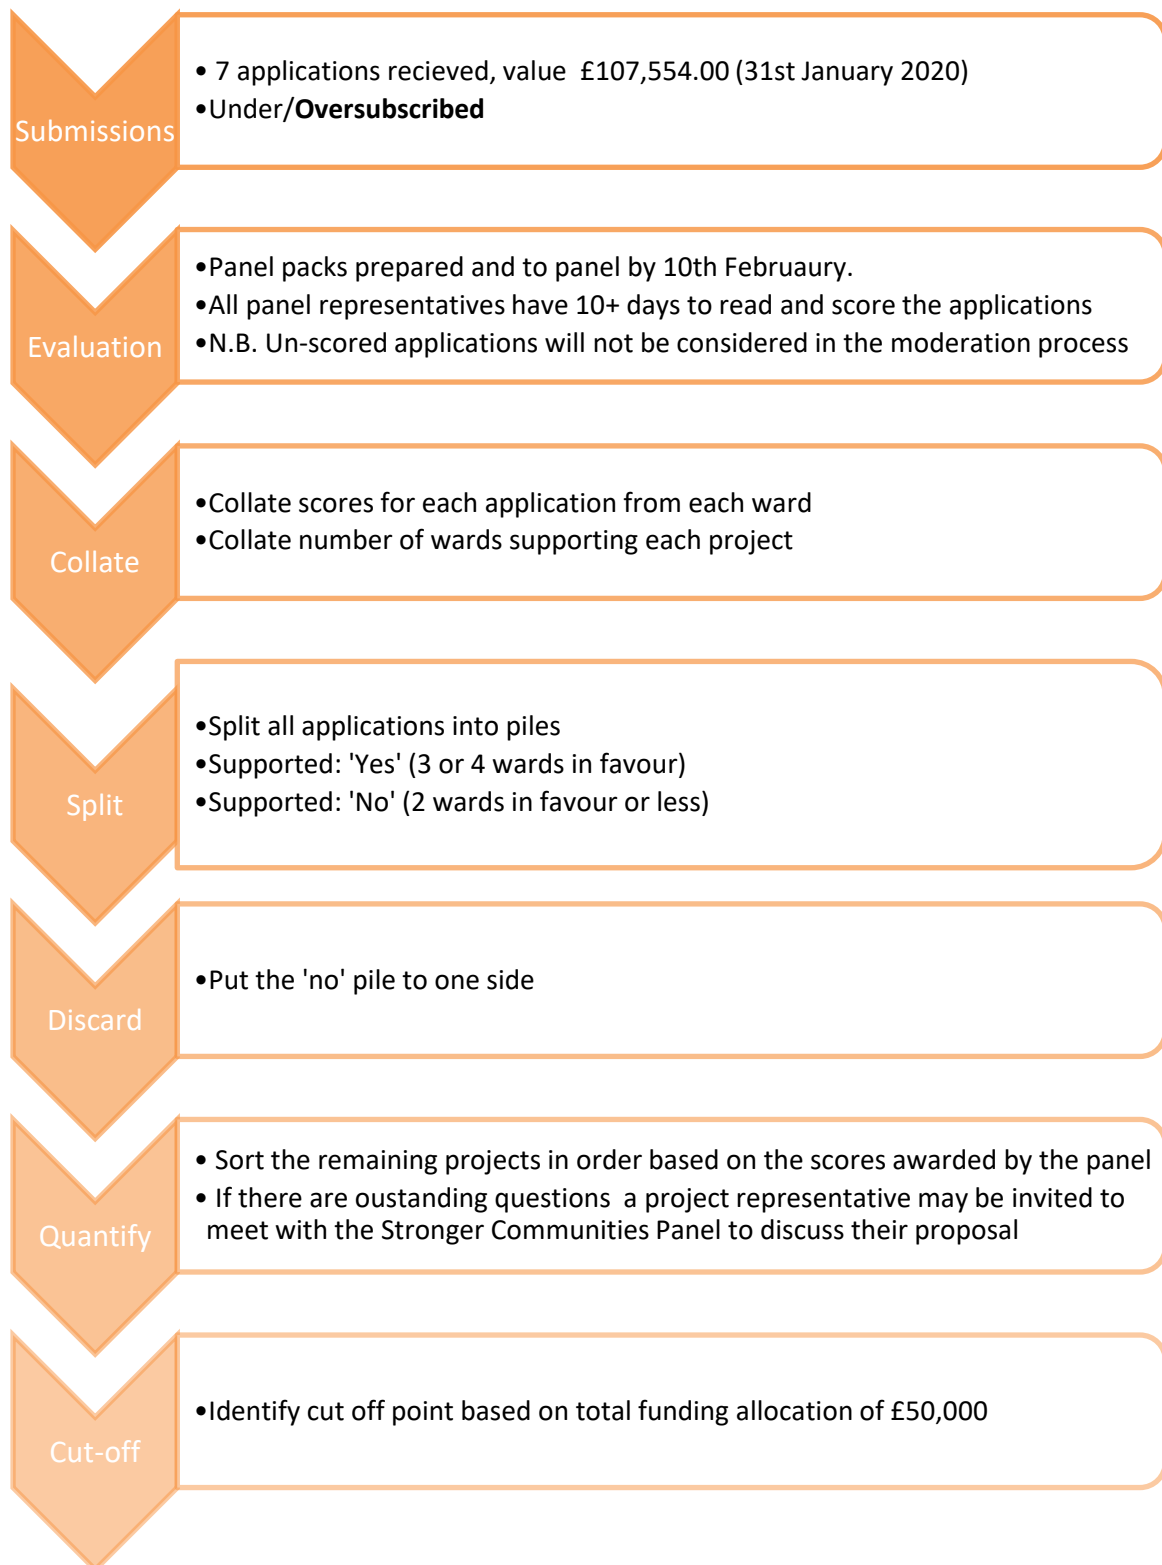 Submissions
• 7 applications recieved, value  £107,554.00 (31st January 2020)
•Under/Oversubscribed
Evaluation
•Panel packs prepared and to panel by 10th Februaury.
•All panel representatives have 10+ days to read and score the applications
•N.B. Un-scored applications will not be considered in the moderation process
Collate
•Collate scores for each application from each ward
•Collate number of wards supporting each project
Split
•Split all applications into piles
•Supported: 'Yes' (3 or 4 wards in favour)
•Supported: 'No' (2 wards in favour or less)
Discard
•Put the 'no' pile to one side
Quantify
• Sort the remaining projects in order based on the scores awarded by the panel
• If there are oustanding questions  a project representative may be invited to
meet with the Stronger Communities Panel to discuss their proposal
Cut-off
•Identify cut off point based on total funding allocation of £50,000